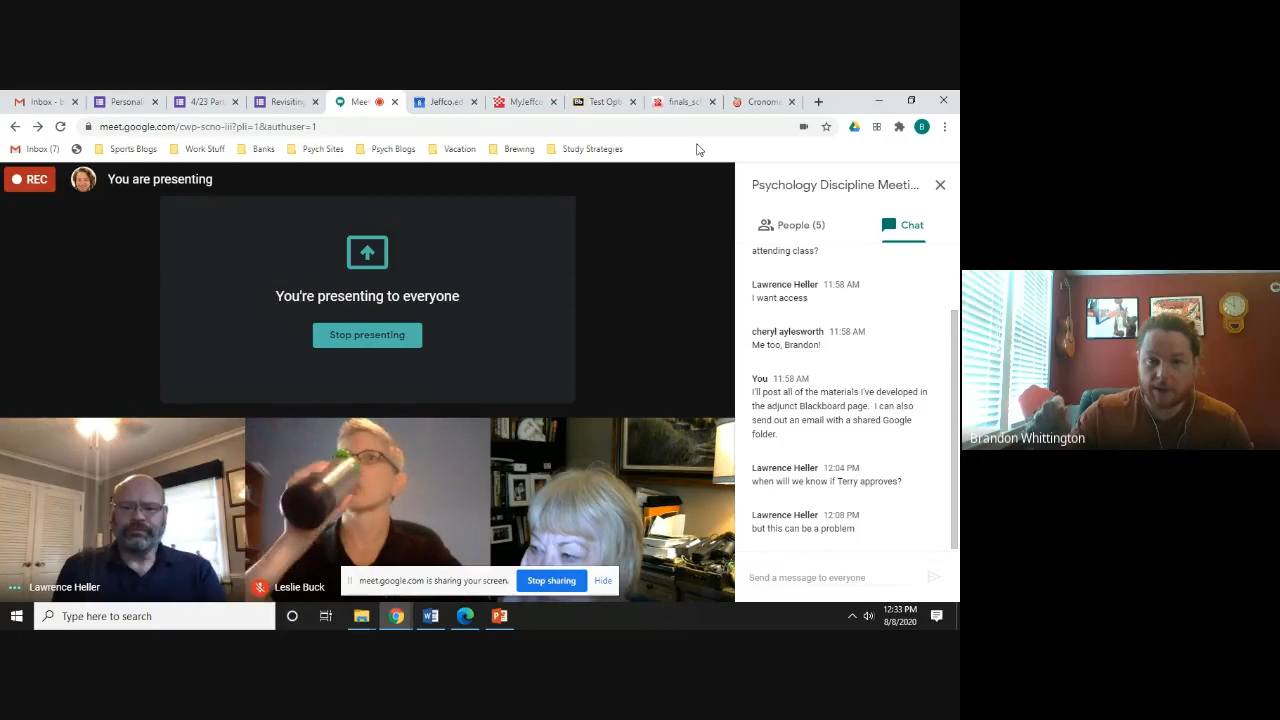 Inbox - b
Personali
4/23 Par
Revisiting
Meet
Jeffco.ed
MyJeffco
Test Opt
finals_scl
Cronome
meet.google.com/cwp-scno-iii?pli=1&authuser=1
Inbox (7)
Sports Blogs
Work Stuff
Banks
Psych Sites
Psych Blogs
Vacation
Brewing
Study Strategies
REC
You are presenting
You're presenting to everyone
Stop presenting
Psychology Discipline Meeti...
People (5)
Chat
attending class?
Lawrence Heller 11:58 AM
I want access
cheryl aylesworth 11:58 AM
Me too, Brandon!
You 11:58 AM
I'll post all of the materials I've developed in
the adjunct Blackboard page. I can also
send out an email with a shared Google
folder.
Lawrence Heller 12:04 PM
when will we know if Terry approves?
Lawrence Heller 12:08 PM
but this can be a problem
Send a message to everyone
Brandon Whittington
Lawrence Heller
Leslie Buck
meet.google.com is sharing your screen.
Stop sharing
Hide
Type here to search
12:33 PM
8/8/2020